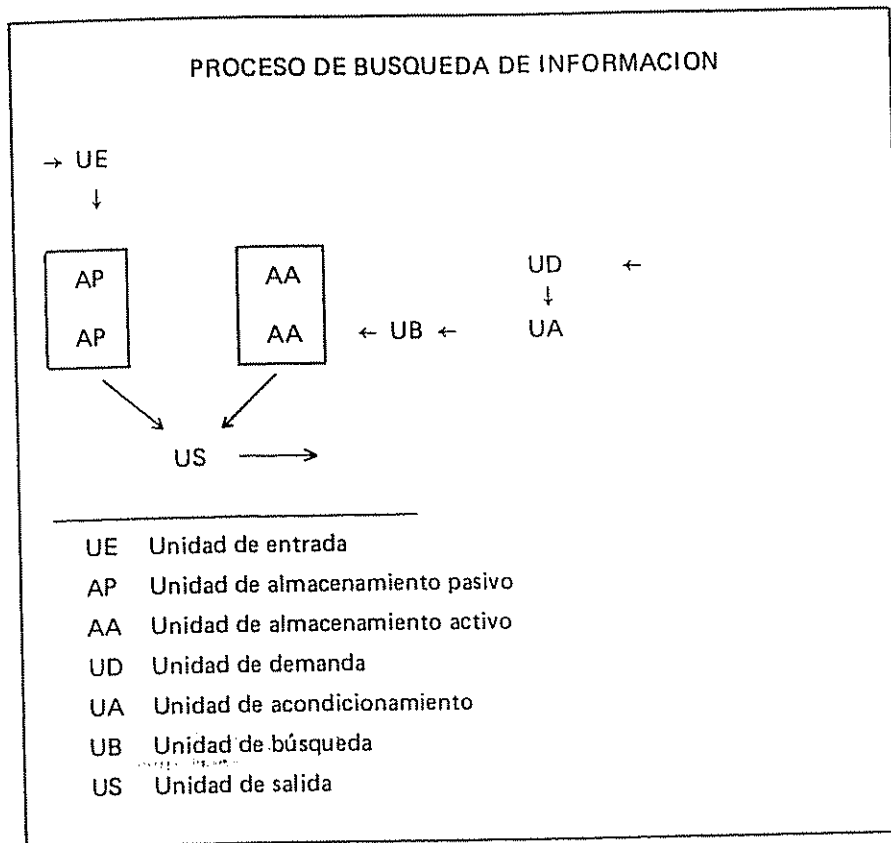 PROCESO DE BUSQUEDA DE INFORMACION
→ UE
↓
AP AA UD ←
↓
AP AA ← UB ← UA
US →
UE Unidad de entrada
AP Unidad de almacenamiento pasivo
AA Unidad de almacenamiento activo
UD Unidad de demanda
UA Unidad de acondicionamiento
UB Unidad de búsqueda
US Unidad de salida